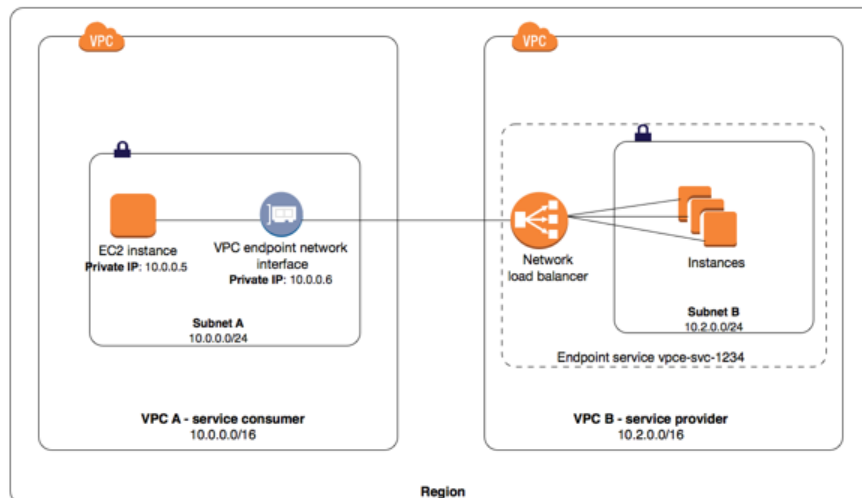 VPC
VPC
EC2 instance
Private IP: 10.0.0.5
VPC endpoint network
interface
Private IP: 10.0.0.6
Subnet A
10.0.0.0/24
VPC A - service consumer
10.0.0.0/16
Network
load balancer
Instances
Subnet B
10.2.0.0/24
Endpoint service vpce-svc-1234
VPC B - service provider
10.2.0.0/16
Region